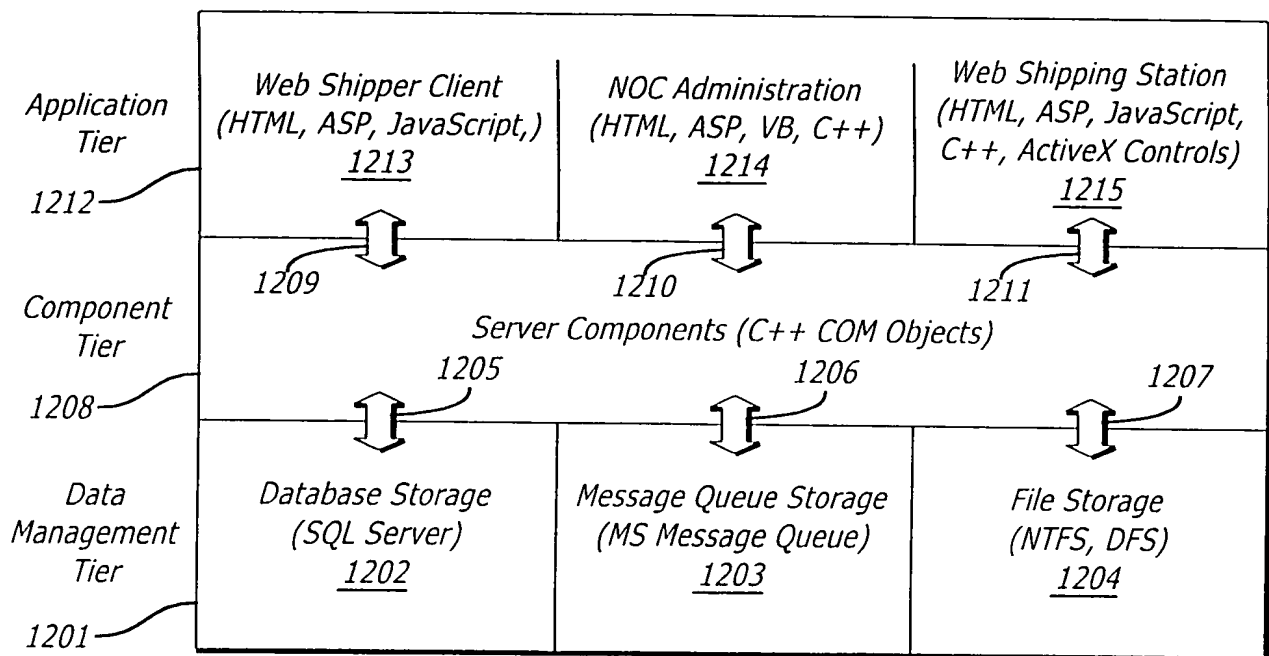 Application
Tier
1212
Web Shipper Client
(HTML, ASP, JavaScript,)
1213
NOC Administration
(HTML, ASP, VB, C++)
1214
Web Shipping Station
(HTML, ASP, JavaScript,
C++, ActiveX Controls)
1215
1209
1210
1211
Component
Tier
1208
Server Components (C++ COM Objects)
1205
1206
1207
Data
Management
Tier
1201
Database Storage
(SQL Server)
1202
Message Queue Storage
(MS Message Queue)
1203
File Storage
(NTFS, DFS)
1204